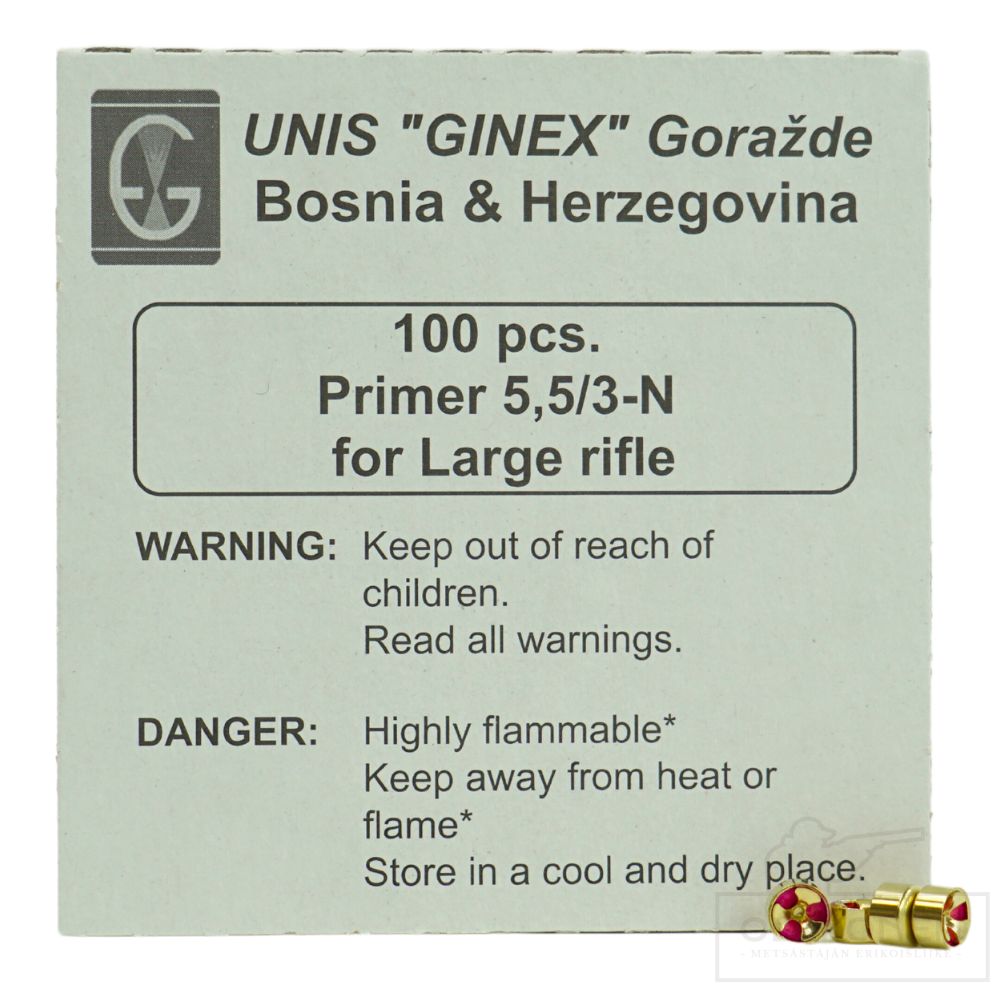 UNIS "GINEX" Goražde
Bosnia & Herzegovina
100 pcs.
Primer 5,5/3-N
for Large rifle
WARNING: Keep out of reach of
children.
Read all warnings.
DANGER: Highly flammable*
Keep away from heat or
flame*
Store in a cool and dry place.
- METSÄSTÄJÄN ERIKOISLIIKE -